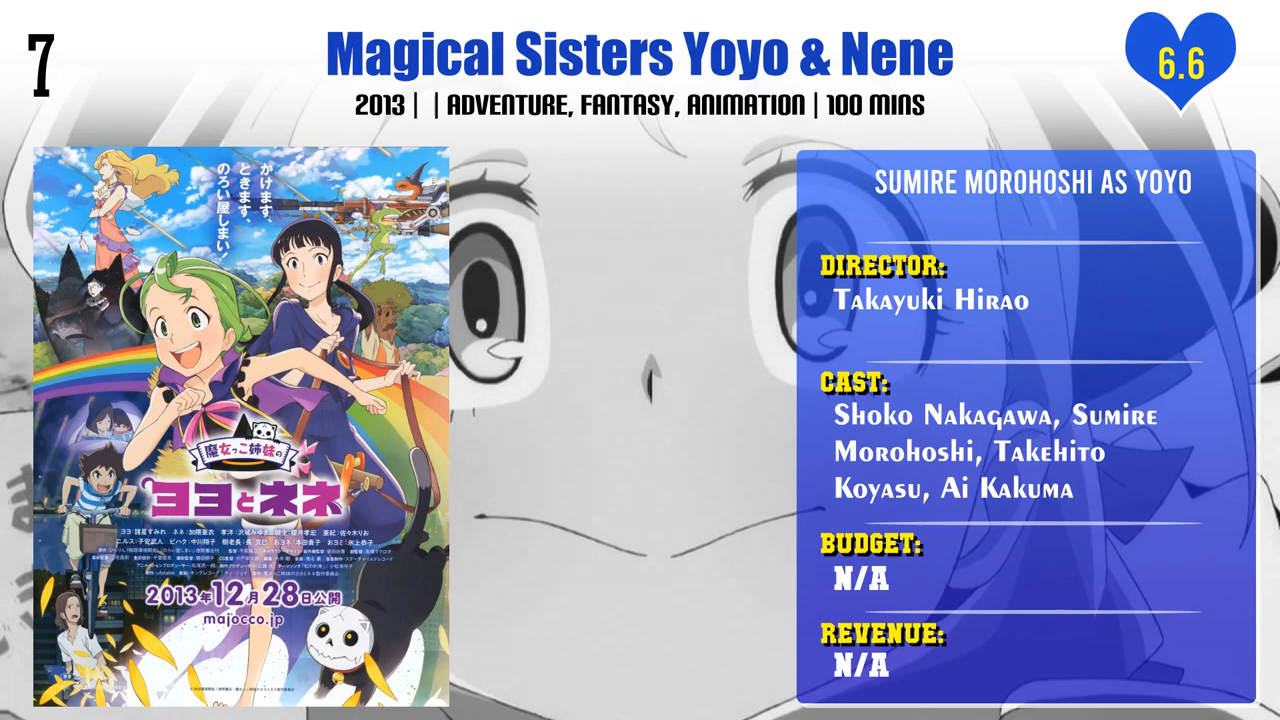 7
Magical Sisters Yoyo & Nene
6.6
2013 | | ADVENTURE, FANTASY, ANIMATION | 100 MINS
かけます、
ときます、
のろい屋しまい!
魔女っこ姉妹の
ヨヨとネネ
2013年12月28日公開
majocco.jp
SUMIRE MOROHOSHI AS YOYO
DIRECTOR:
Takayuki Hirao
CAST:
Shoko Nakagawa, Sumire
Morohoshi, Takehito
Koyasu, Ai Kakuma
BUDGET:
N/A
REVENUE:
N/A